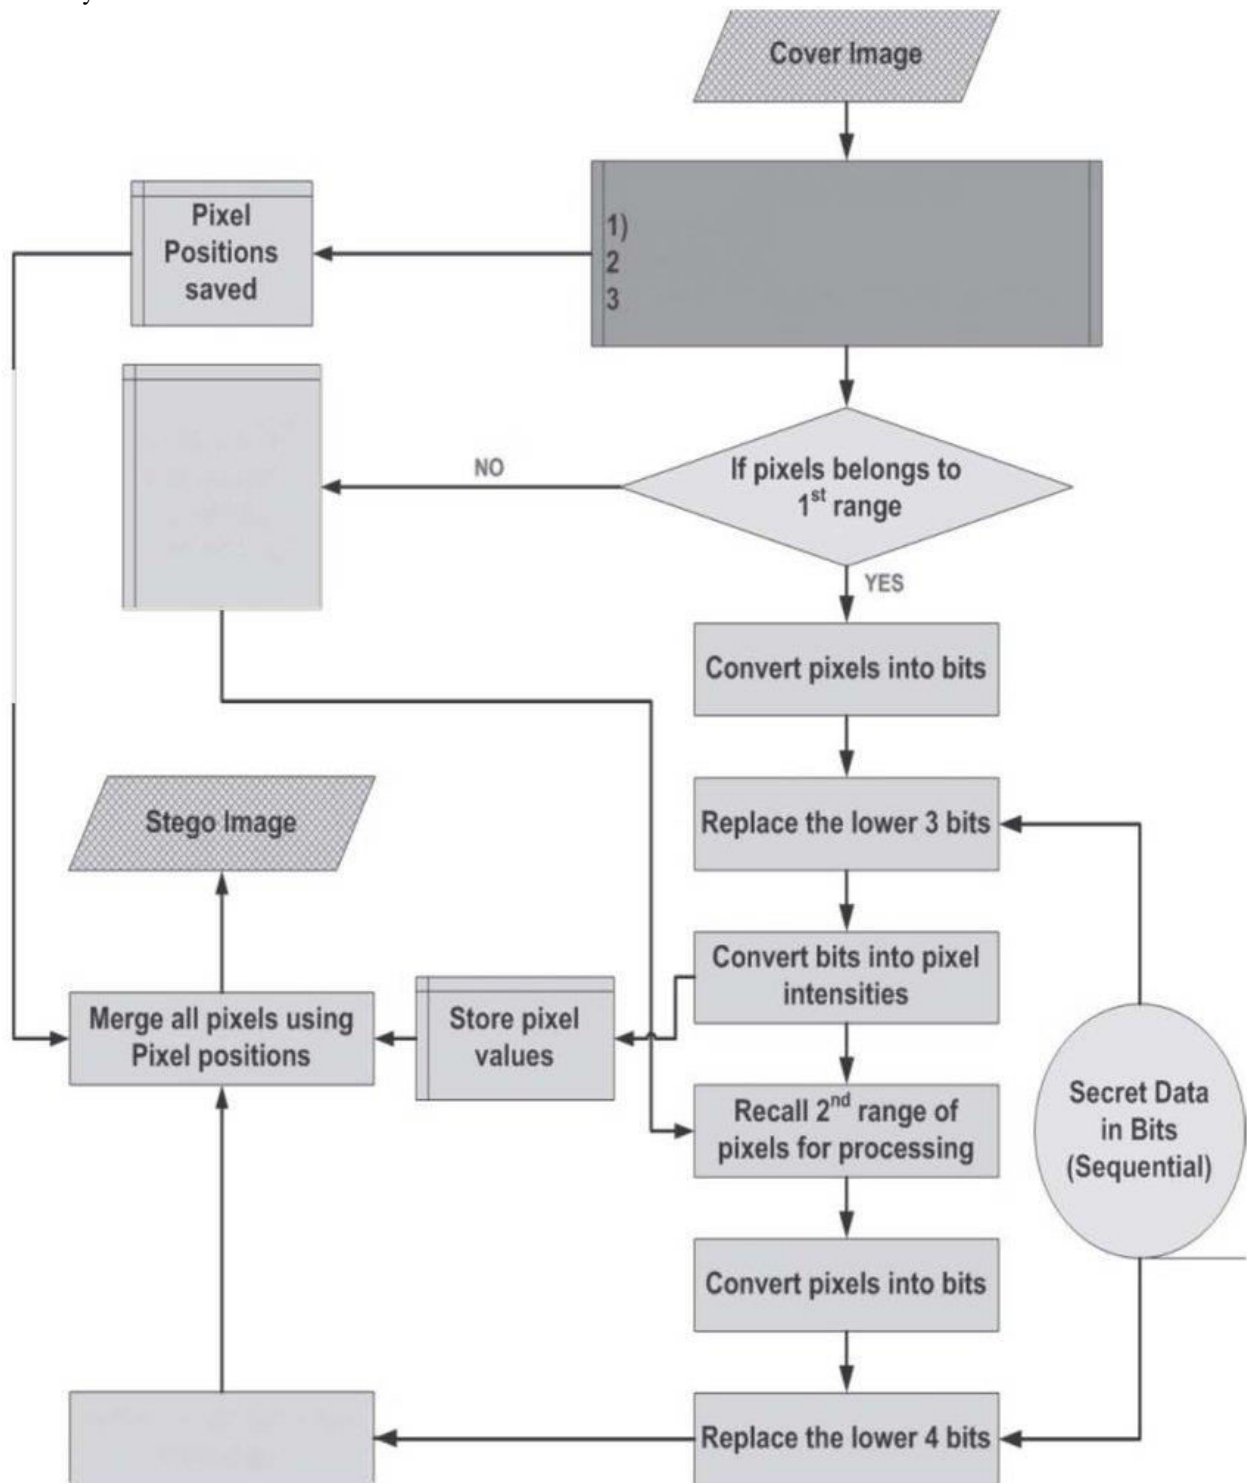 Cover Image
1)
2
3
Pixel
Positions
saved
If pixels belongs to
1st range
NO
YES
Convert pixels into bits
Replace the lower 3 bits
Stego Image
Convert bits into pixel
intensities
Merge all pixels using
Pixel positions
Store pixel
values
Recall 2nd range of
pixels for processing
Secret Data
in Bits
(Sequential)
Convert pixels into bits
Replace the lower 4 bits